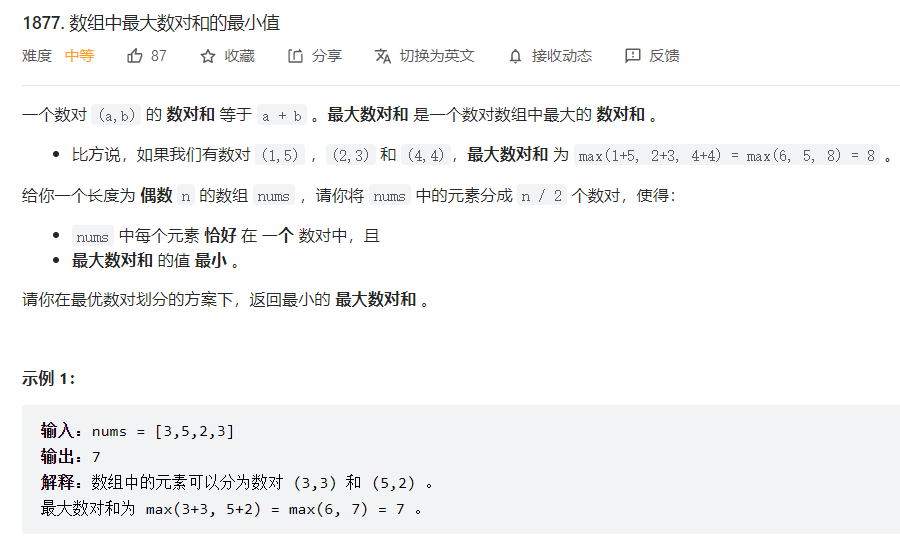 1877. 数组中最大数对和的最小值
难度 中等 87 收藏 分享 切换为英文 接收动态 反馈
一个数对 (a,b) 的 数对和 等于 a + b 。最大数对和 是一个数对数组中最大的 数对和 。
比方说，如果我们有数对 (1,5) ，(2,3) 和 (4,4)，最大数对和 为 max(1+5, 2+3, 4+4) = max(6, 5, 8) = 8 。
给你一个长度为 偶数 n 的数组 nums ，请你将 nums 中的元素分成 n / 2 个数对，使得：
nums 中每个元素 恰好 在 一个 数对中，且
最大数对和 的值 最小 。
请你在最优数对划分的方案下，返回最小的 最大数对和 。
示例 1：
输入：nums = [3,5,2,3]
输出：7
解释：数组中的元素可以分为数对 (3,3) 和 (5,2) 。
最大数对和为 max(3+3, 5+2) = max(6, 7) = 7 。